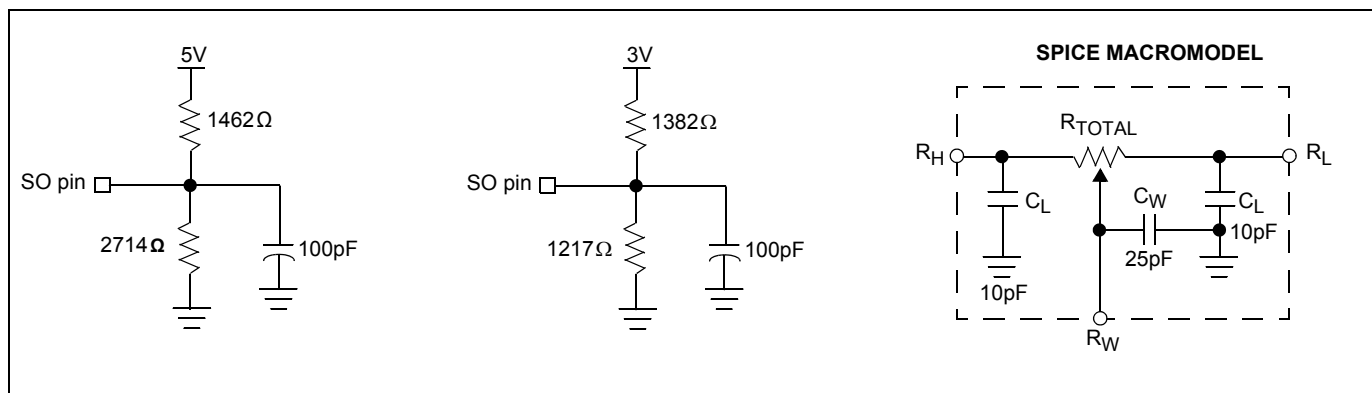 5V
1462Ω
SO pin
2714Ω
100pF
3V
1382Ω
SO pin
1217Ω
100pF
SPICE MACROMODEL
RTOTAL
RH
RL
CL
CW
CL
10pF
25pF
10pF
RW